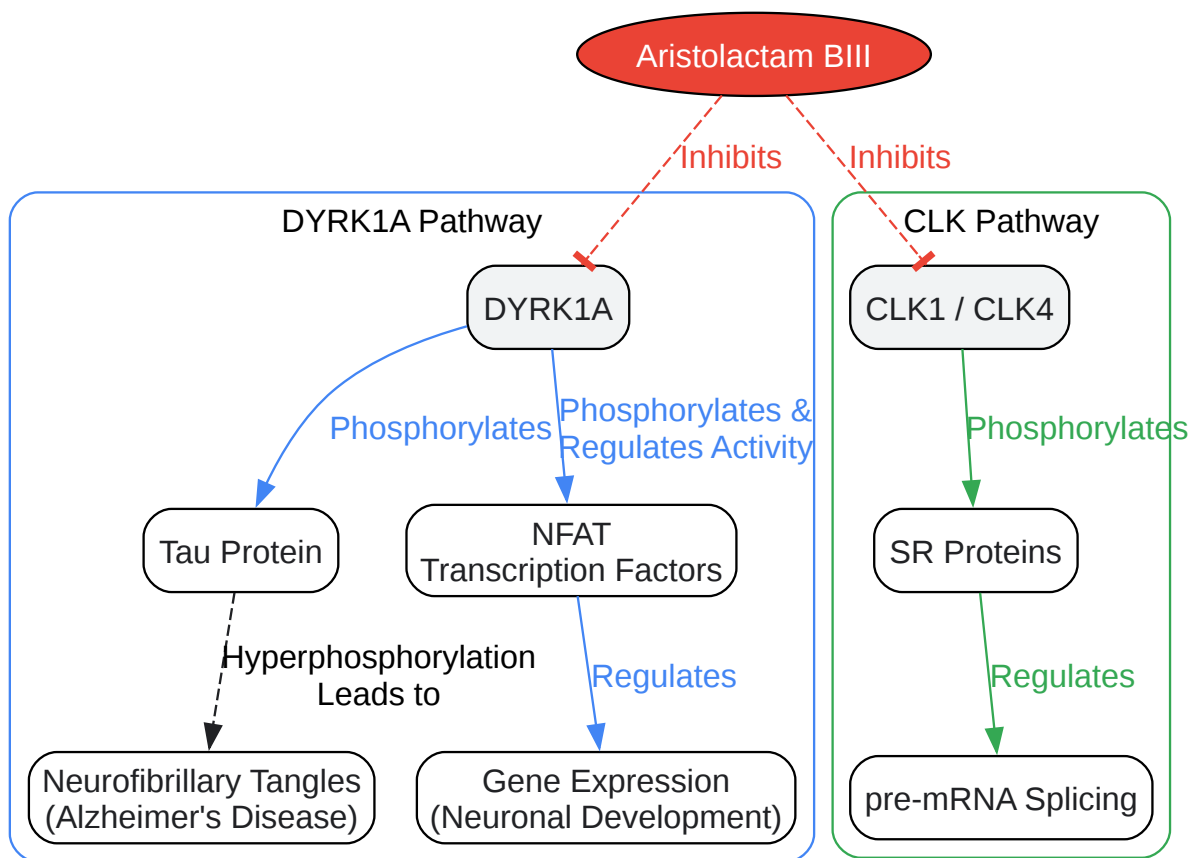 Aristolactam BIII
Inhibits
Inhibits
DYRK1A Pathway
CLK Pathway
DYRK1A
CLK1 / CLK4
Phosphorylates
Phosphorylates &
Regulates Activity
Phosphorylates
Tau Protein
NFAT
Transcription Factors
SR Proteins
Hyperphosphorylation
Leads to
Regulates
Regulates
Neurofibrillary Tangles
(Alzheimer's Disease)
Gene Expression
(Neuronal Development)
pre-mRNA Splicing